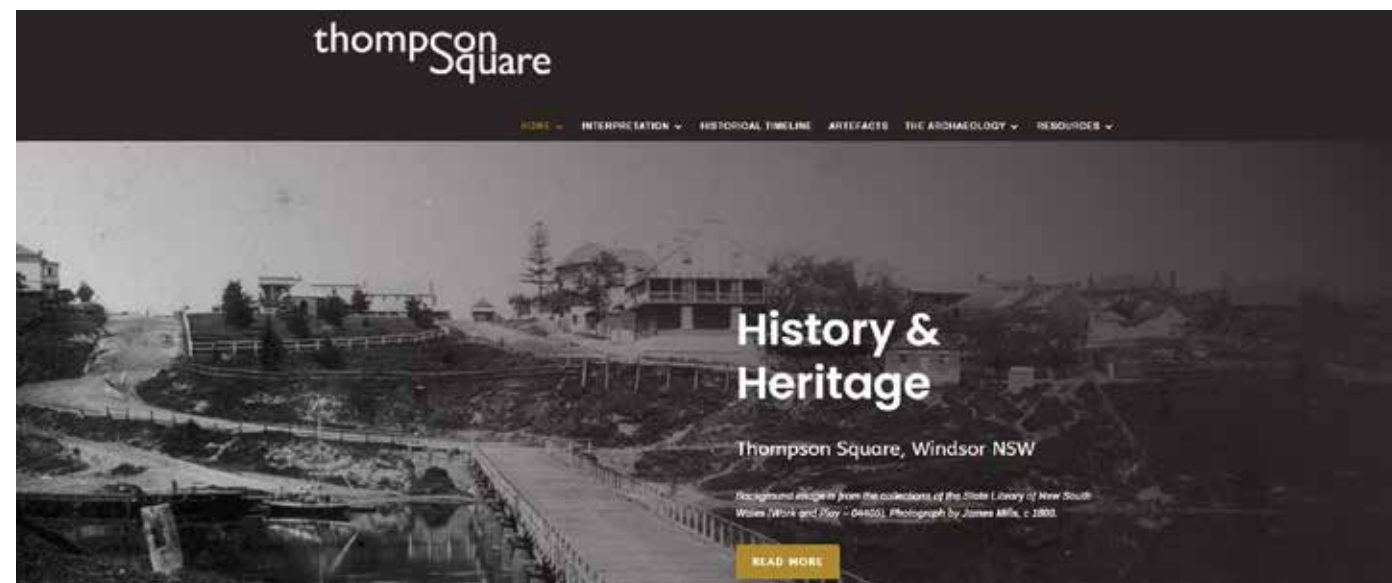 thompson
Square
HOME INTERPRETATION HISTORICAL TIMELINE ARTEFACTS THE ARCHAEOLOGY RESOURCES
History &
Heritage
Thompson Square, Windsor NSW
Background image is from the collections of the State Library of New South
Wales (Work and Play - Photograph by James Mills, c
READ MORE